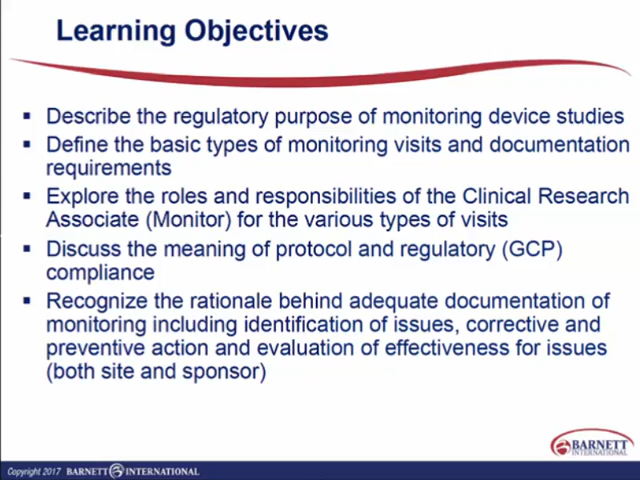 Learning Objectives
▪ Describe the regulatory purpose of monitoring device studies
▪ Define the basic types of monitoring visits and documentation
requirements
▪ Explore the roles and responsibilities of the Clinical Research
Associate (Monitor) for the various types of visits
▪ Discuss the meaning of protocol and regulatory (GCP)
compliance
▪ Recognize the rationale behind adequate documentation of
monitoring including identification of issues, corrective and
preventive action and evaluation of effectiveness for issues
(both site and sponsor)
BARNETT
INTERNATIONAL
Copyright 2017 BARNETT INTERNATIONAL